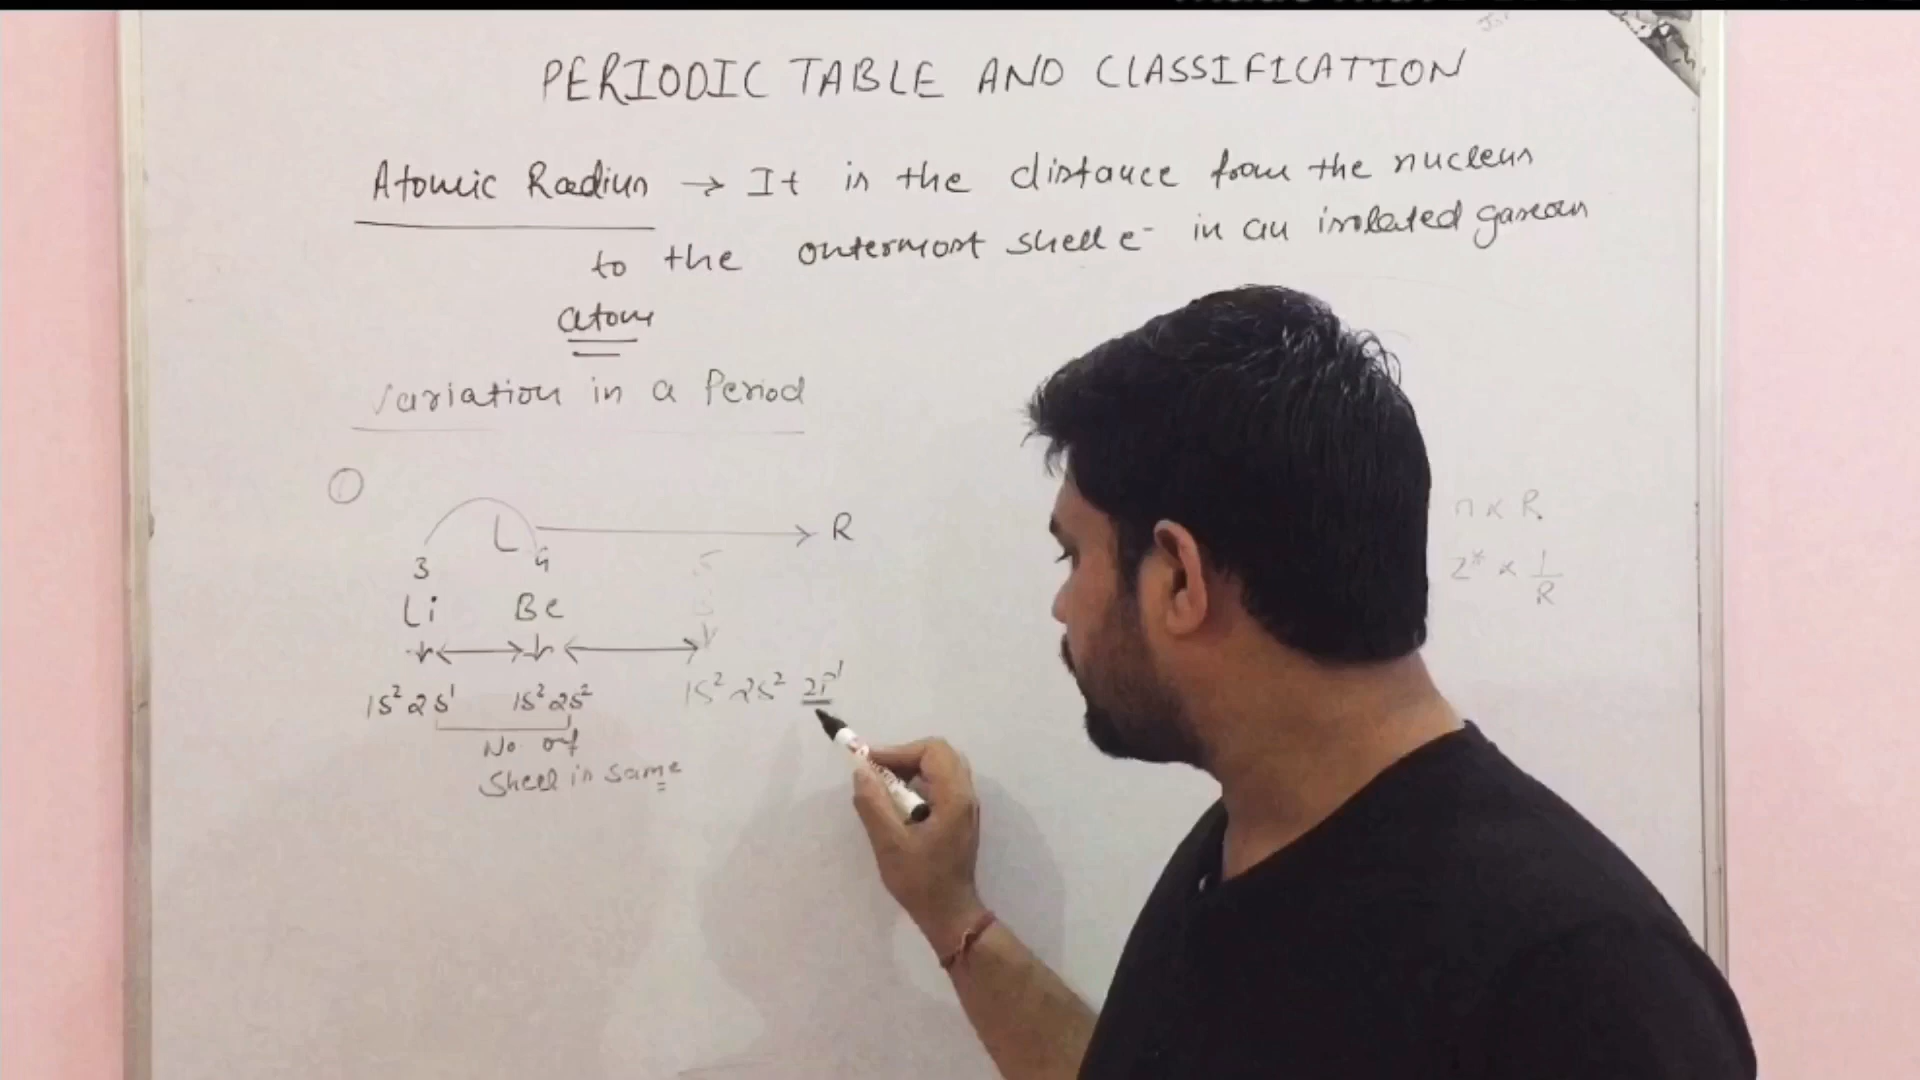 PERIODIC TABLE AND CLASSIFICATION
Atomic Radius → It is the distance from the nucleus
to the outermost shell e⁻ in an isolated gaseous
atom
Variation in a Period
①
L → R
3 4 5
Li Be
1s² 2s¹ 1s² 2s² 1s² 2s² 2p¹
No. of
Shell is same
n ∝ R
Z* ∝ 1/R